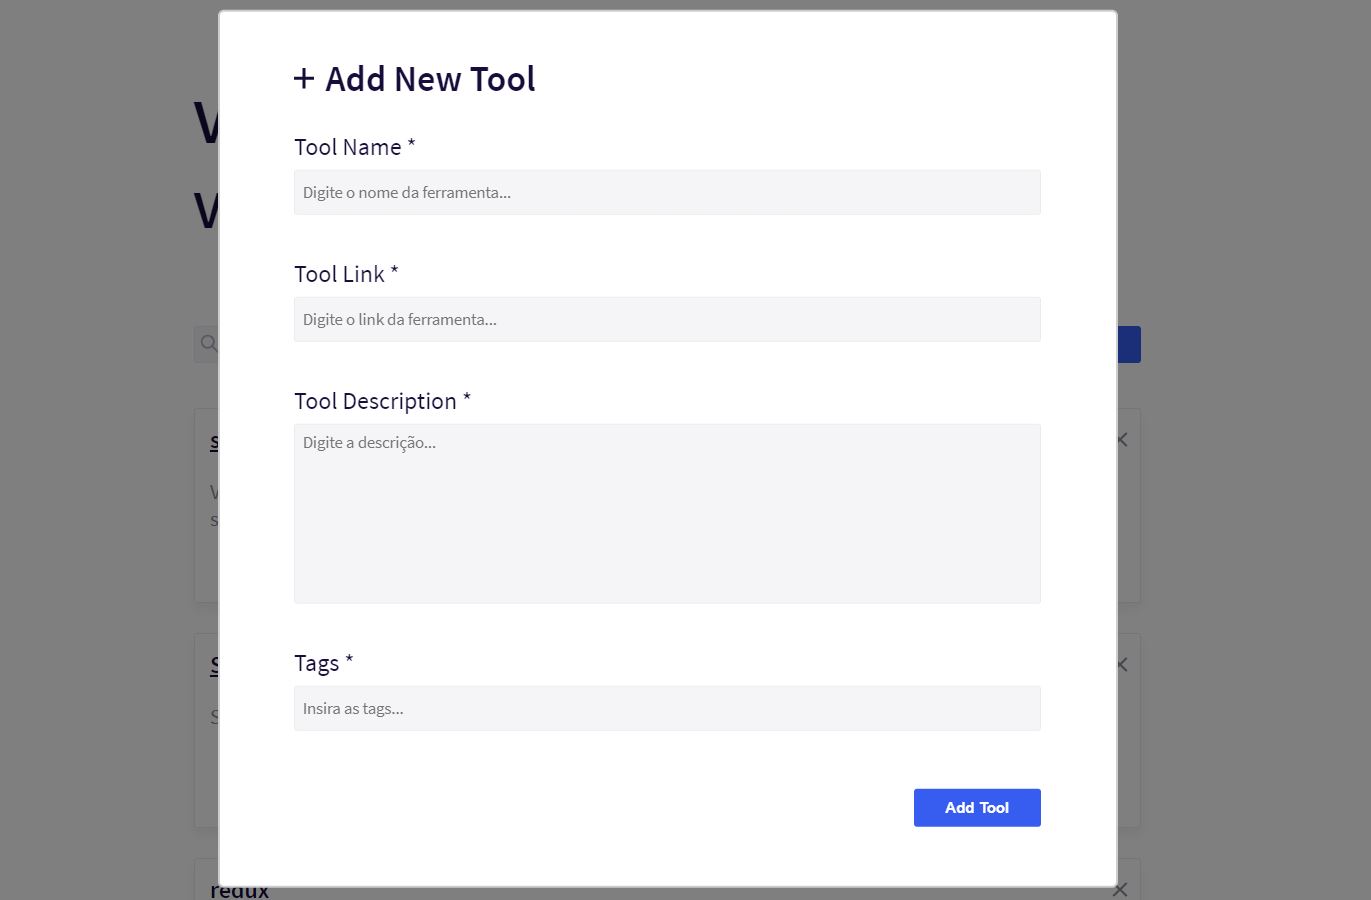 + Add New Tool
Tool Name *
Digite o nome da ferramenta...
Tool Link *
Digite o link da ferramenta...
Tool Description *
Digite a descrição...
Tags *
Insira as tags...
Add Tool
redux